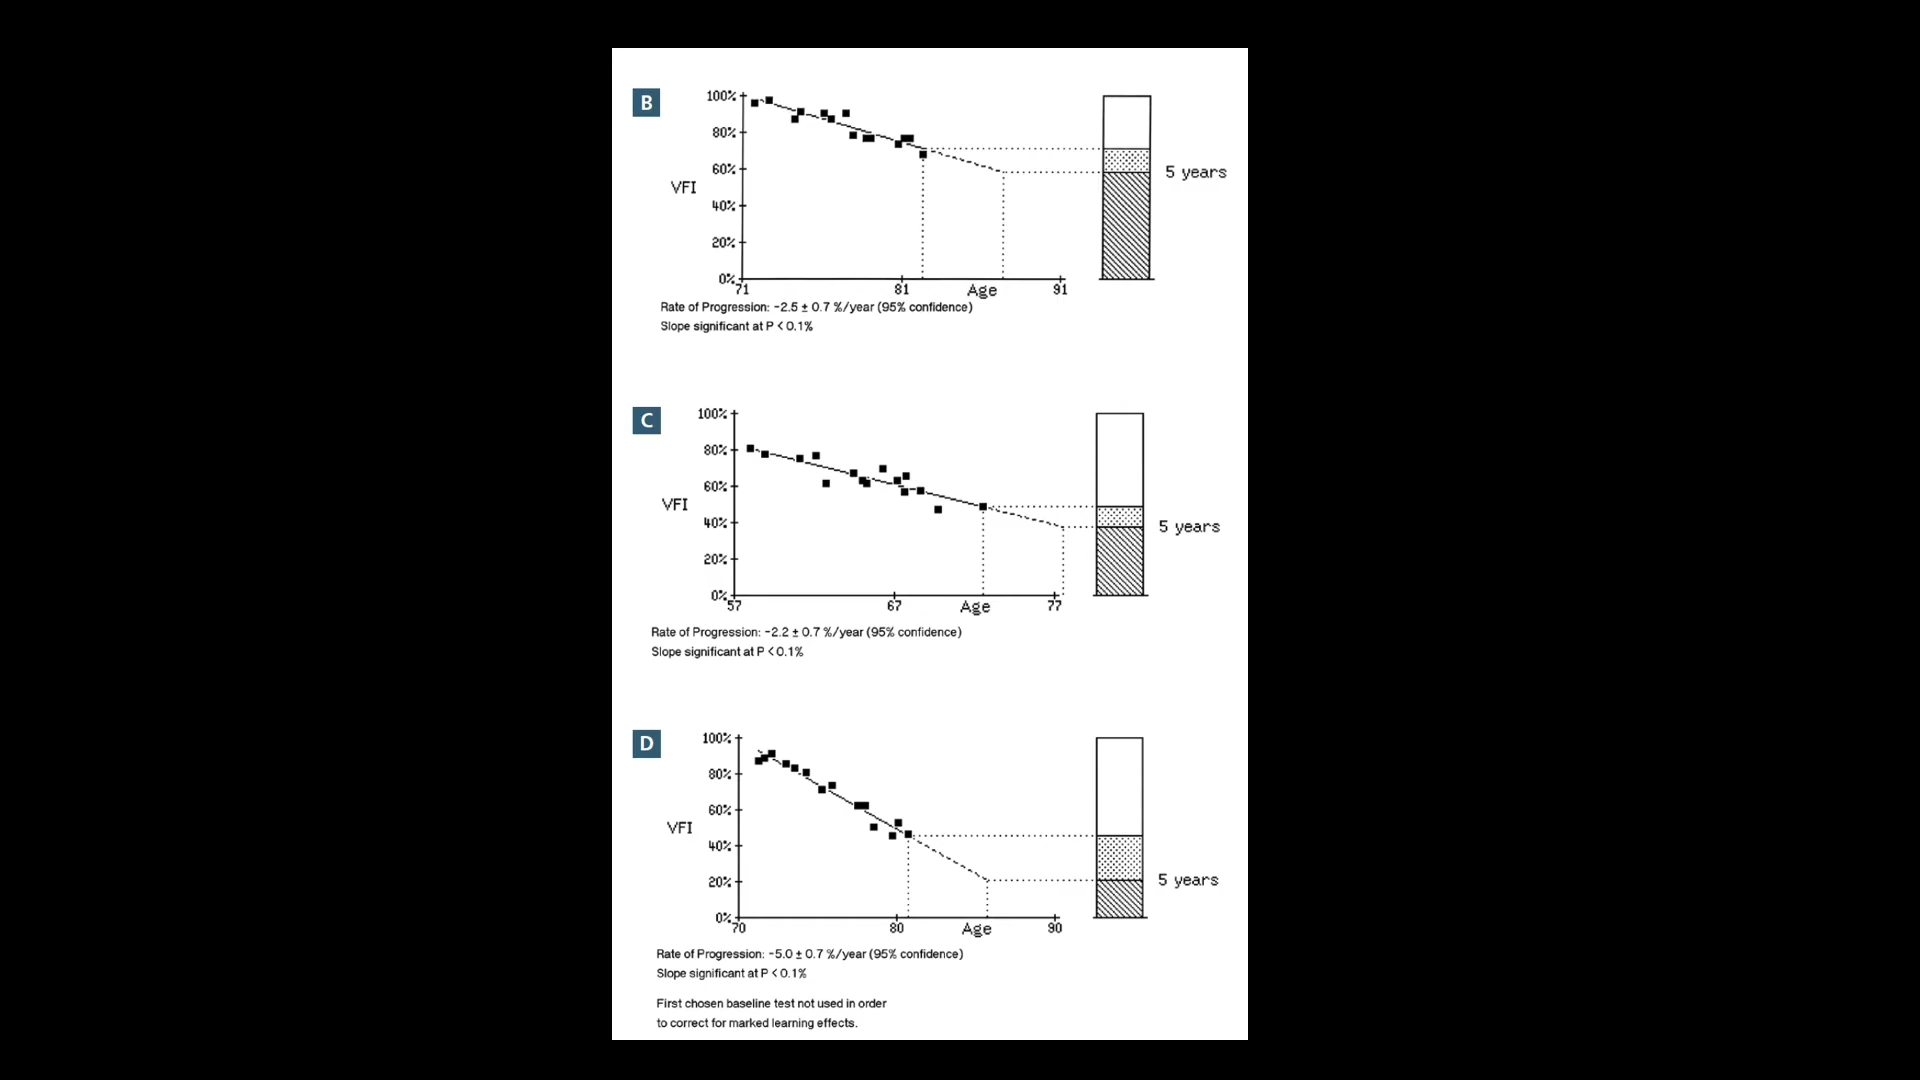 B
100%
80%
60%
VFI
40%
20%
0%
71
81
Age
91
5 years
Rate of Progression: -2.5 ± 0.7 %/year (95% confidence)
Slope significant at P < 0.1%
C
100%
80%
60%
VFI
40%
20%
0%
57
67
Age
77
5 years
Rate of Progression: -2.2 ± 0.7 %/year (95% confidence)
Slope significant at P < 0.1%
D
100%
80%
60%
VFI
40%
20%
0%
70
80
Age
90
5 years
Rate of Progression: -5.0 ± 0.7 %/year (95% confidence)
Slope significant at P < 0.1%
First chosen baseline test not used in order
to correct for marked learning effects.